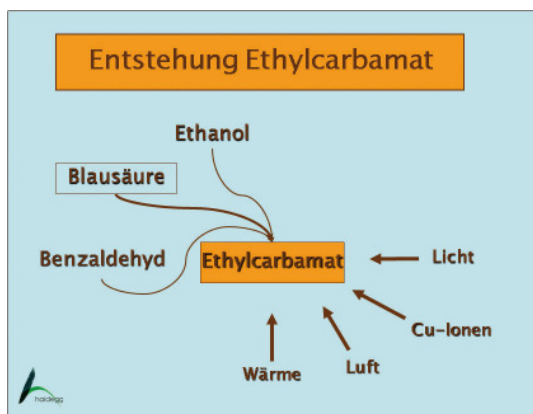 Entstehung Ethylcarbamat
Ethanol
Blausäure
Benzaldehyd
Ethylcarbamat
Licht
Cu-Ionen
Luft
Wärme
haidegg